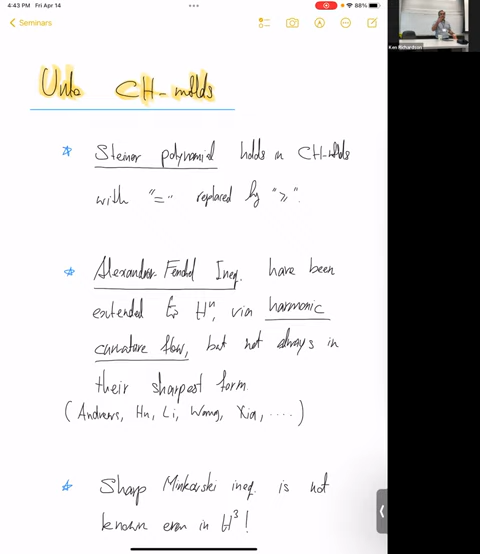 4:43 PM Fri Apr 14
88%
Seminars
Ken Richardson
Unto CH-mflds
Steiner polynomial holds in CH-mflds
with "=" replaced by "≥".
Alexandrov-Fenchel Ineq. have been
extended to Hⁿ, via harmonic
curvature flow, but not always in
their sharpest form.
(Andrews, Hu, Li, Wang, Xia, ....)
Sharp Minkowski ineq. is not
known even in H³!